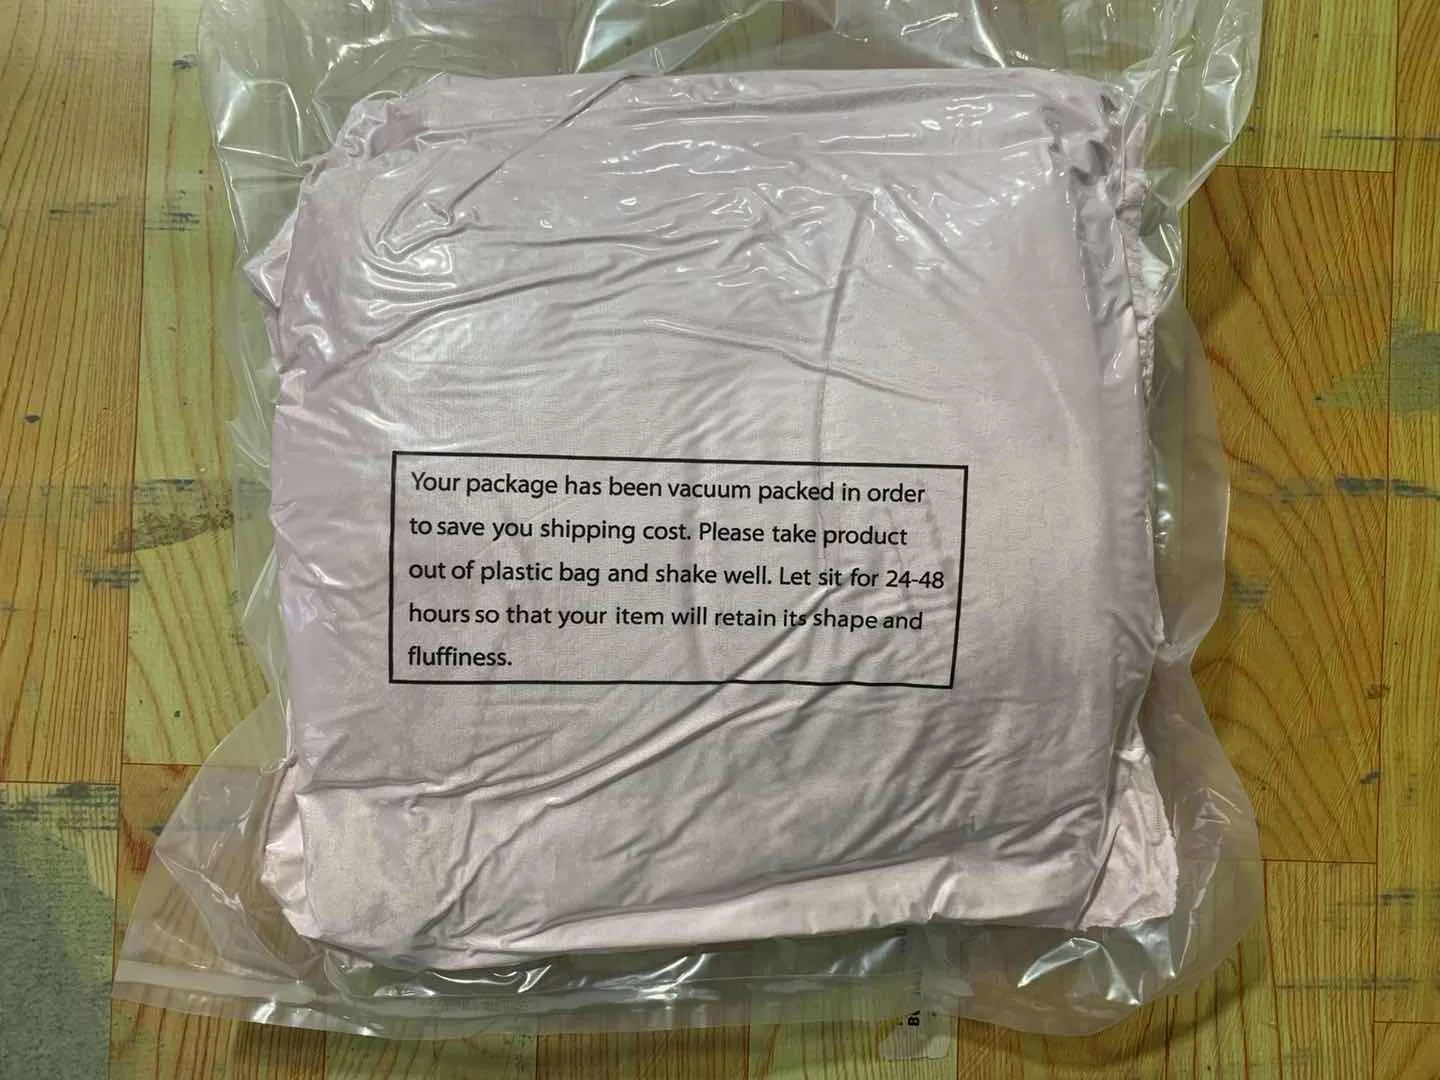 Your package has been vacuum packed in order
to save you shipping cost. Please take product
out of plastic bag and shake well. Let sit for 24-48
hours so that your item will retain its shape and
fluffiness.